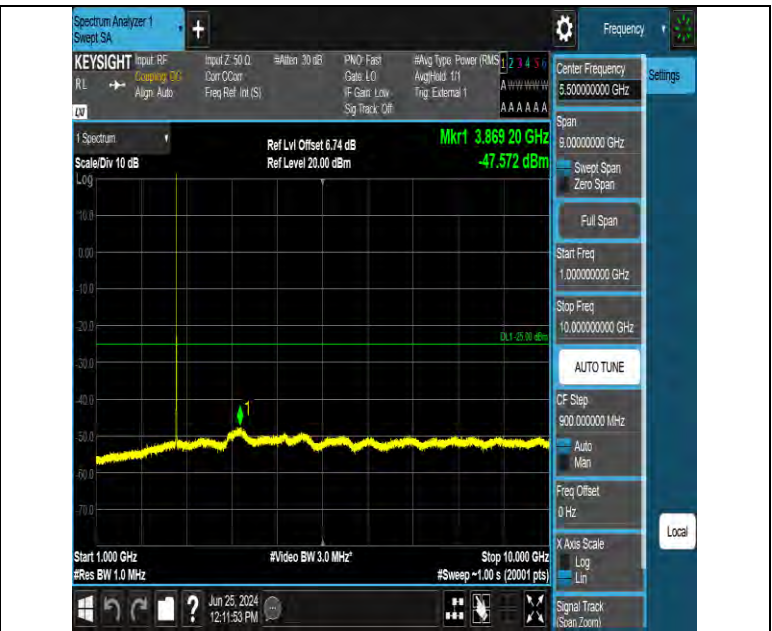 Spectrum Analyzer 1
Swept SA
+
Frequency
KEYSIGHT
RL
Input: RF
Coupling: DC
Align: Auto
Input Z: 50 Ω
Corr CCorr
Freq Ref: Int (S)
#Atten: 30 dB
PNO: Fast
Gate: LO
IF Gain: Low
Sig Track: Off
#Avg Type: Power (RMS
Avg|Hold: 1/1
Trig: External 1
1 2 3 4 5 6
A W W W W W
A A A A A A
1 Spectrum
Scale/Div 10 dB
Ref Lvl Offset 6.74 dB
Ref Level 20.00 dBm
Mkr1 3.869 20 GHz
-47.572 dBm
Log
10.0
0.00
-10.0
-20.0
-30.0
-40.0
-50.0
-60.0
-70.0
DL1 -25.00 dBm
1
Start 1.000 GHz
#Res BW 1.0 MHz
#Video BW 3.0 MHz*
Stop 10.000 GHz
#Sweep ~1.00 s (20001 pts)
Center Frequency
5.500000000 GHz
Settings
Span
9.00000000 GHz
Swept Span
Zero Span
Full Span
Start Freq
1.000000000 GHz
Stop Freq
10.000000000 GHz
AUTO TUNE
CF Step
900.000000 MHz
Auto
Man
Freq Offset
0 Hz
X Axis Scale
Log
Lin
Local
Signal Track
(Span Zoom)
?
Jun 25, 2024
12:11:53 PM